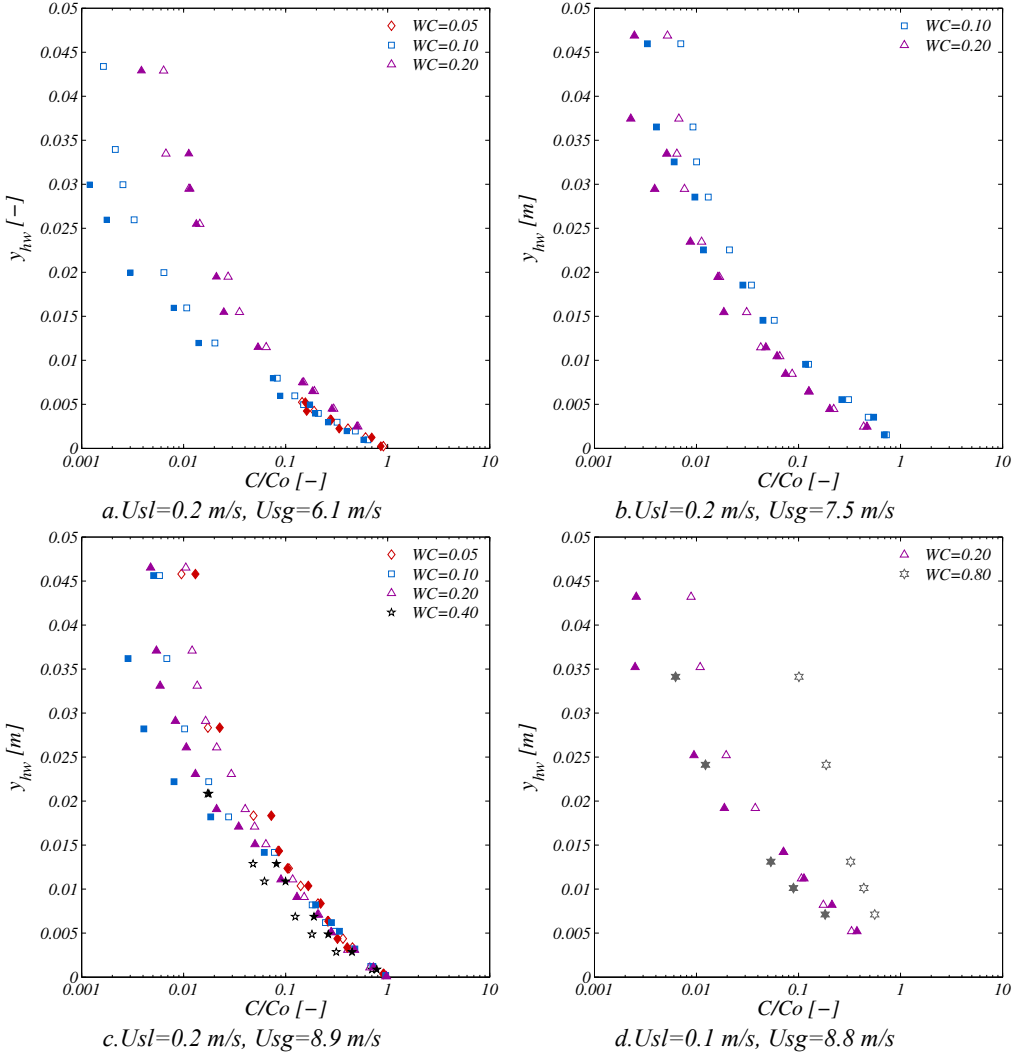 0.05
0.045
0.04
0.035
0.03
0.025
0.02
0.015
0.01
0.005
0
y_hw [-]
WC=0.05
WC=0.10
WC=0.20
0.001
0.01
0.1
1
10
C/Co [-]
a.Usl=0.2 m/s, Usg=6.1 m/s
0.05
0.045
0.04
0.035
0.03
0.025
0.02
0.015
0.01
0.005
0
y_hw [m]
WC=0.10
WC=0.20
0.001
0.01
0.1
1
10
C/Co [-]
b.Usl=0.2 m/s, Usg=7.5 m/s
0.05
0.045
0.04
0.035
0.03
0.025
0.02
0.015
0.01
0.005
0
y_hw [m]
WC=0.05
WC=0.10
WC=0.20
WC=0.40
0.001
0.01
0.1
1
10
C/Co [-]
c.Usl=0.2 m/s, Usg=8.9 m/s
0.05
0.045
0.04
0.035
0.03
0.025
0.02
0.015
0.01
0.005
0
y_hw [m]
WC=0.20
WC=0.80
0.001
0.01
0.1
1
10
C/Co [-]
d.Usl=0.1 m/s, Usg=8.8 m/s